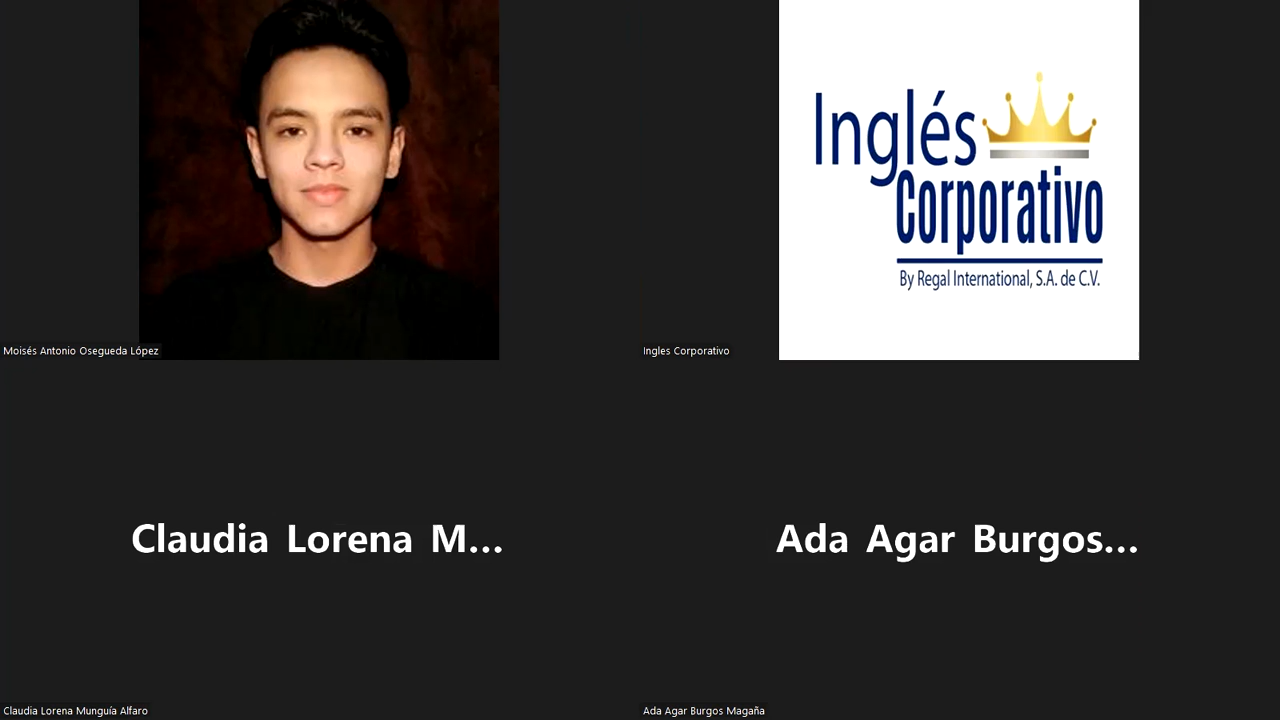 Moisés Antonio Osegueda López
Inglés
Corporativo
By Regal International, S.A. de C.V.
Ingles Corporativo
Claudia Lorena M...
Ada Agar Burgos...
Claudia Lorena Munguía Alfaro
Ada Agar Burgos Magaña